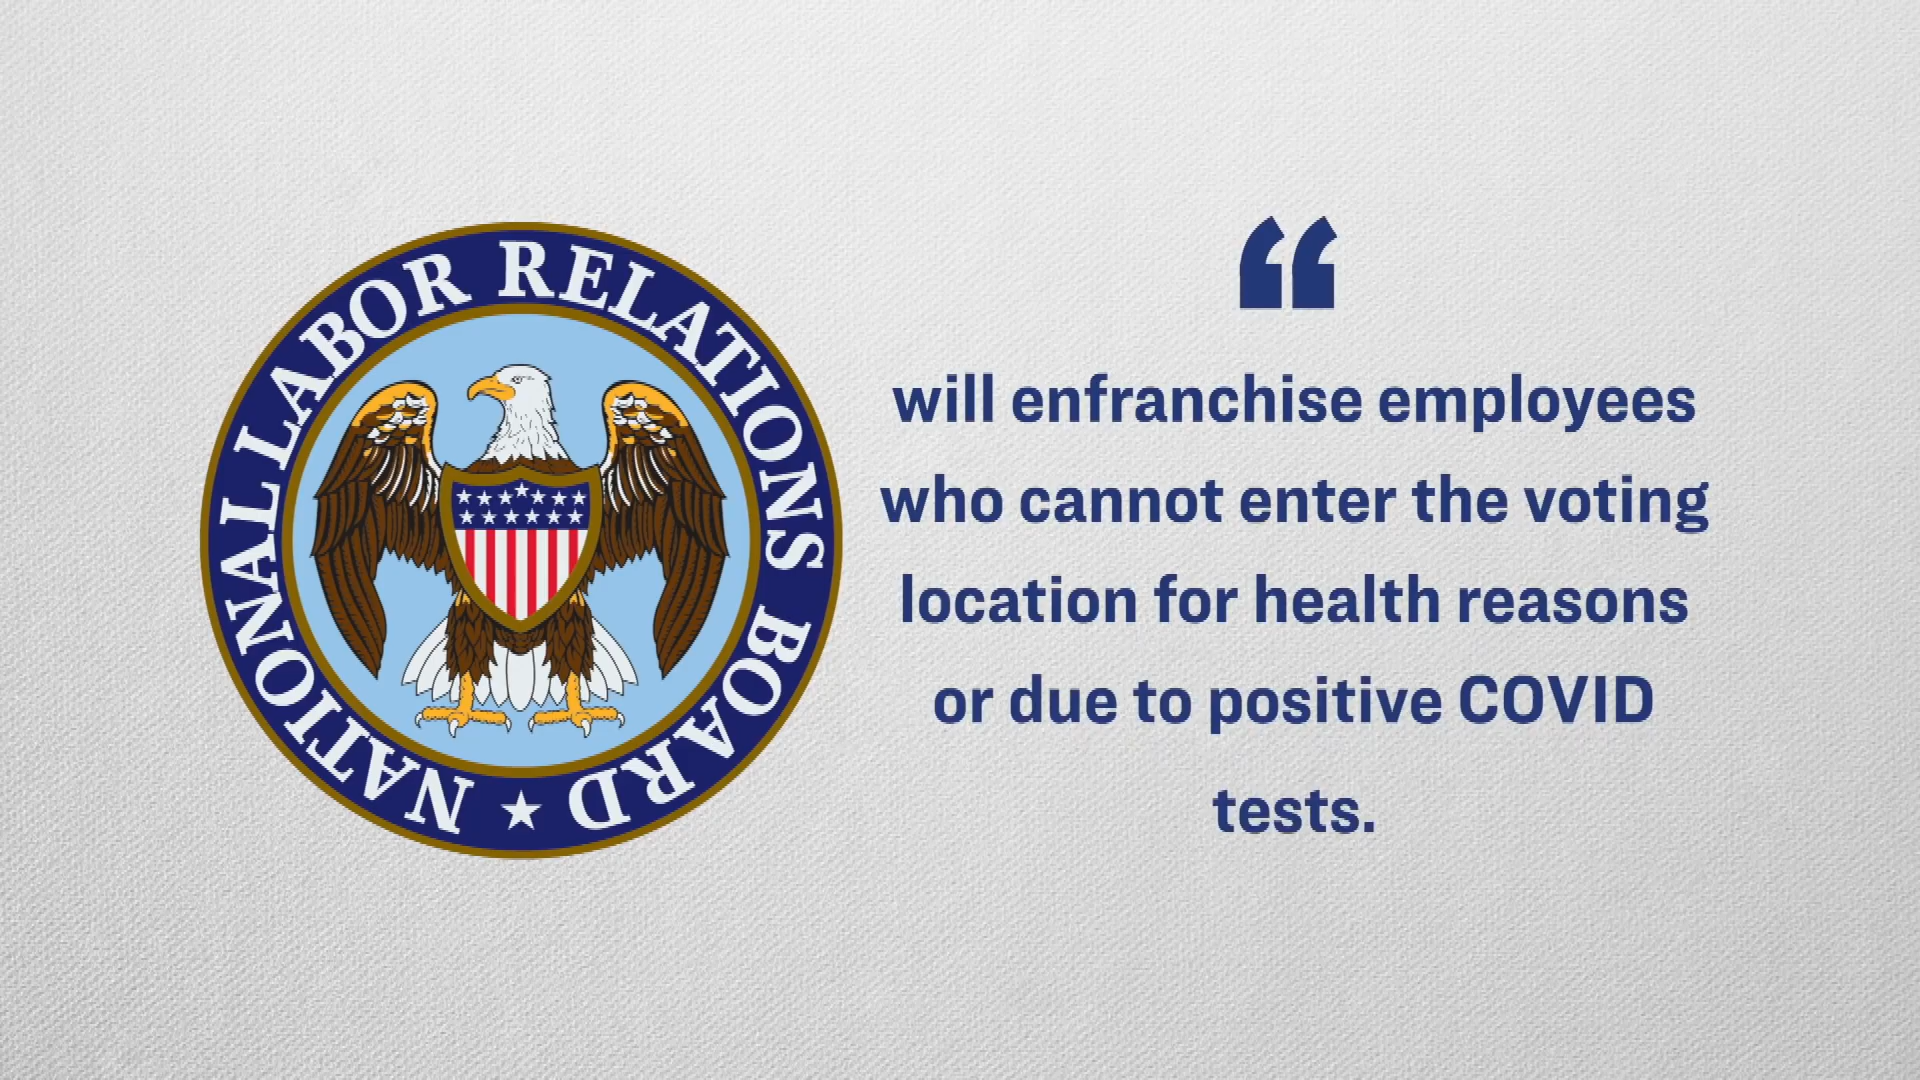 NATIONAL LABOR RELATIONS BOARD
“
will enfranchise employees
who cannot enter the voting
location for health reasons
or due to positive COVID
tests.